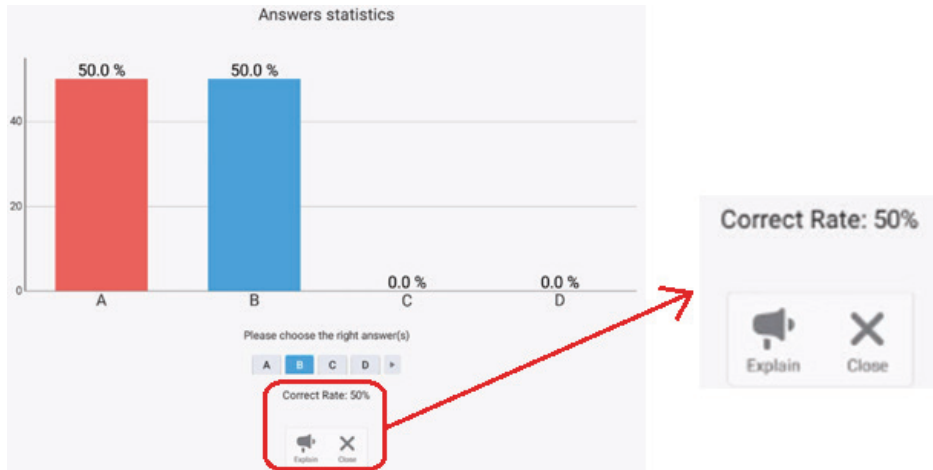 Answers statistics
50.0 % 50.0 %
40
20
0.0 % 0.0 %
0
A B C D
Please choose the right answer(s)
A B C D
Correct Rate: 50%
Explain Close
Correct Rate: 50%
Explain Close